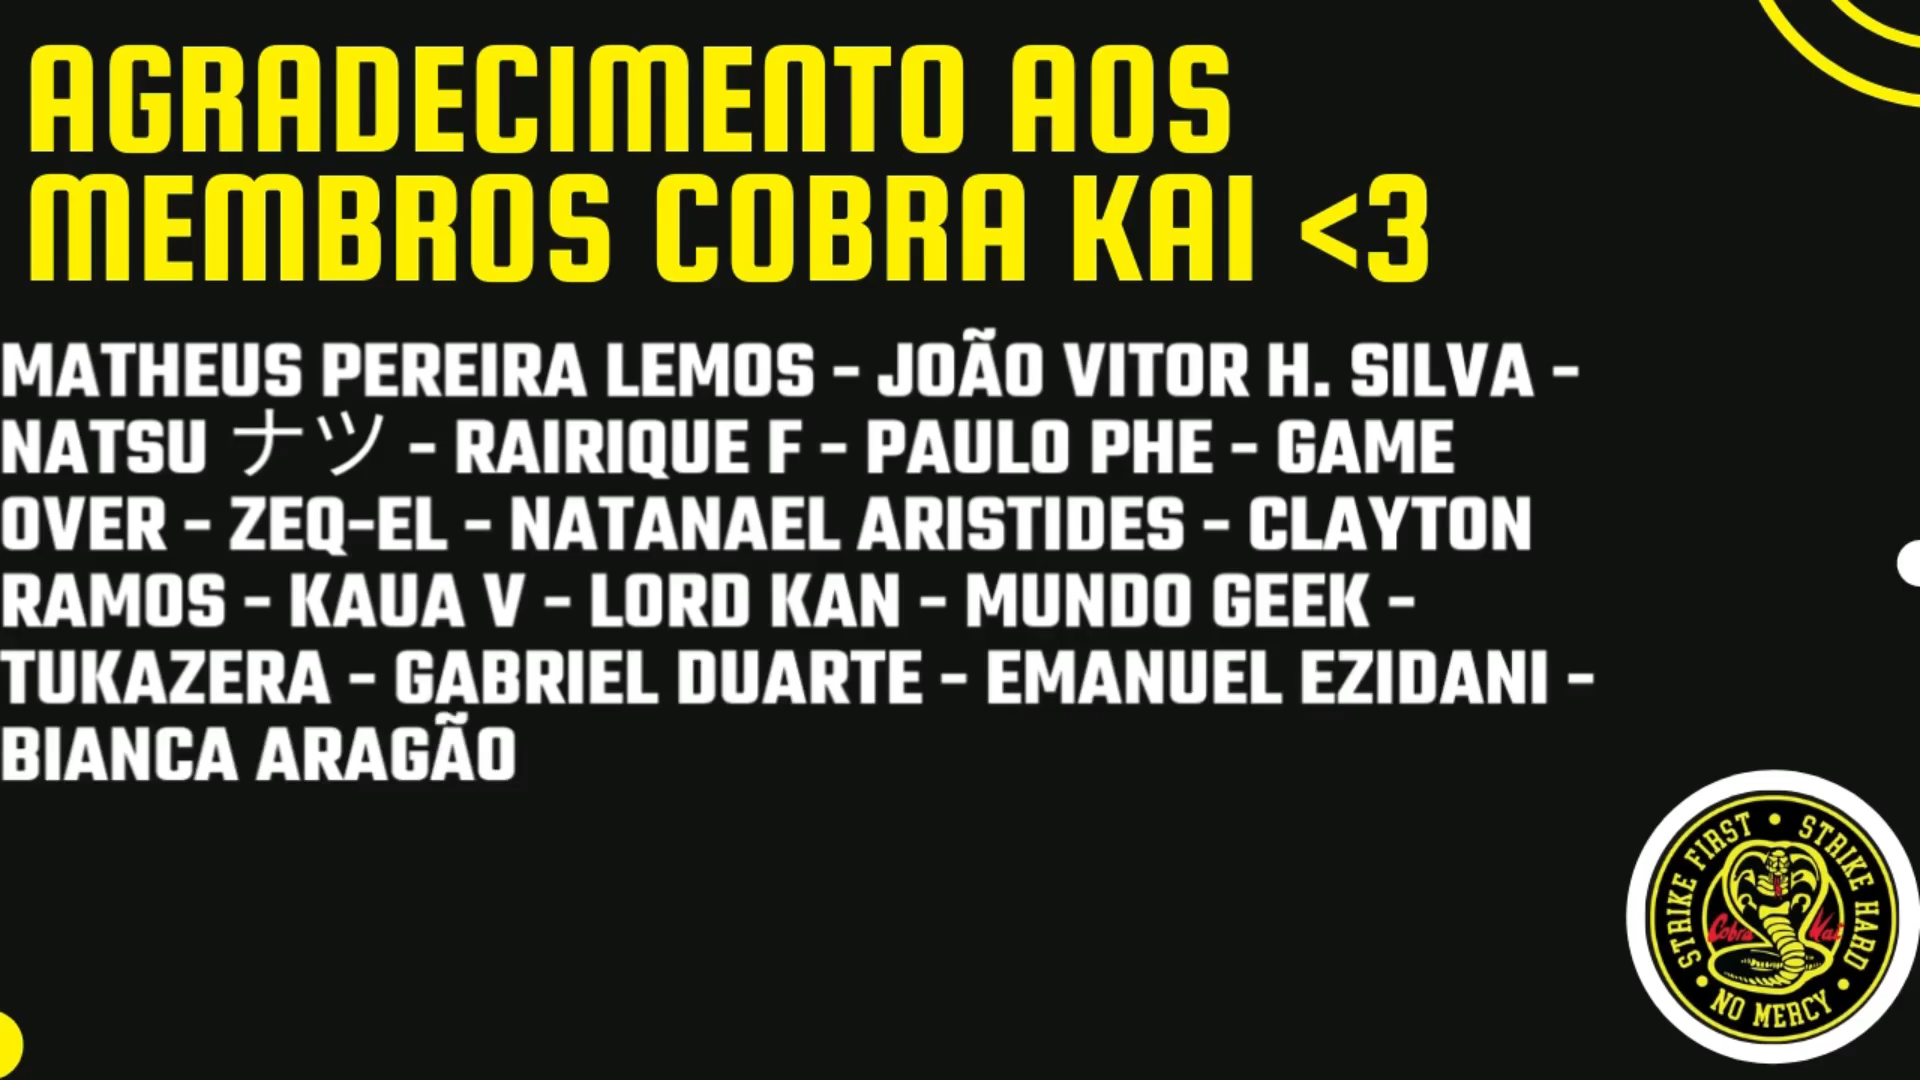 AGRADECIMENTO AOS
MEMBROS COBRA KAI <3
MATHEUS PEREIRA LEMOS - JOÃO VITOR H. SILVA -
NATSU ナツ - RAIRIQUE F - PAULO PHE - GAME
OVER - ZEQ-EL - NATANAEL ARISTIDES - CLAYTON
RAMOS - KAUA V - LORD KAN - MUNDO GEEK -
TUKAZERA - GABRIEL DUARTE - EMANUEL EZIDANI -
BIANCA ARAGÃO
STRIKE FIRST • STRIKE HARD • NO MERCY •
Cobra Kai